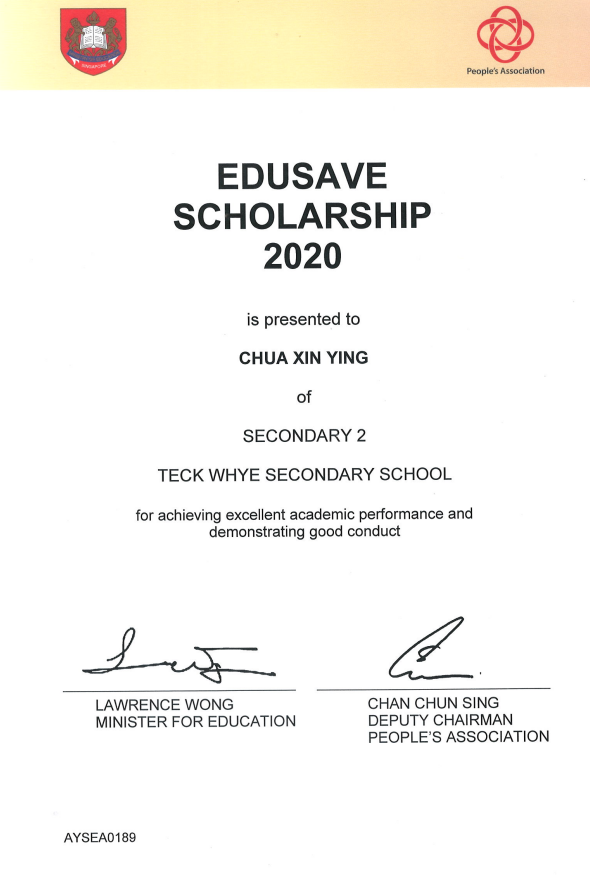 SINGAPORE
People's Association
EDUSAVE
SCHOLARSHIP
2020
is presented to
CHUA XIN YING
of
SECONDARY 2
TECK WHYE SECONDARY SCHOOL
for achieving excellent academic performance and
demonstrating good conduct
LAWRENCE WONG
MINISTER FOR EDUCATION
CHAN CHUN SING
DEPUTY CHAIRMAN
PEOPLE'S ASSOCIATION
AYSEA0189